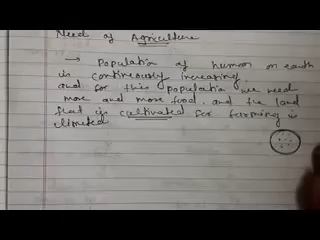 Need of Agriculture
→ Population of human on earth
is continuously increasing.
and for this population we need
more and more food. and the land
that is cultivated for farming is
limited